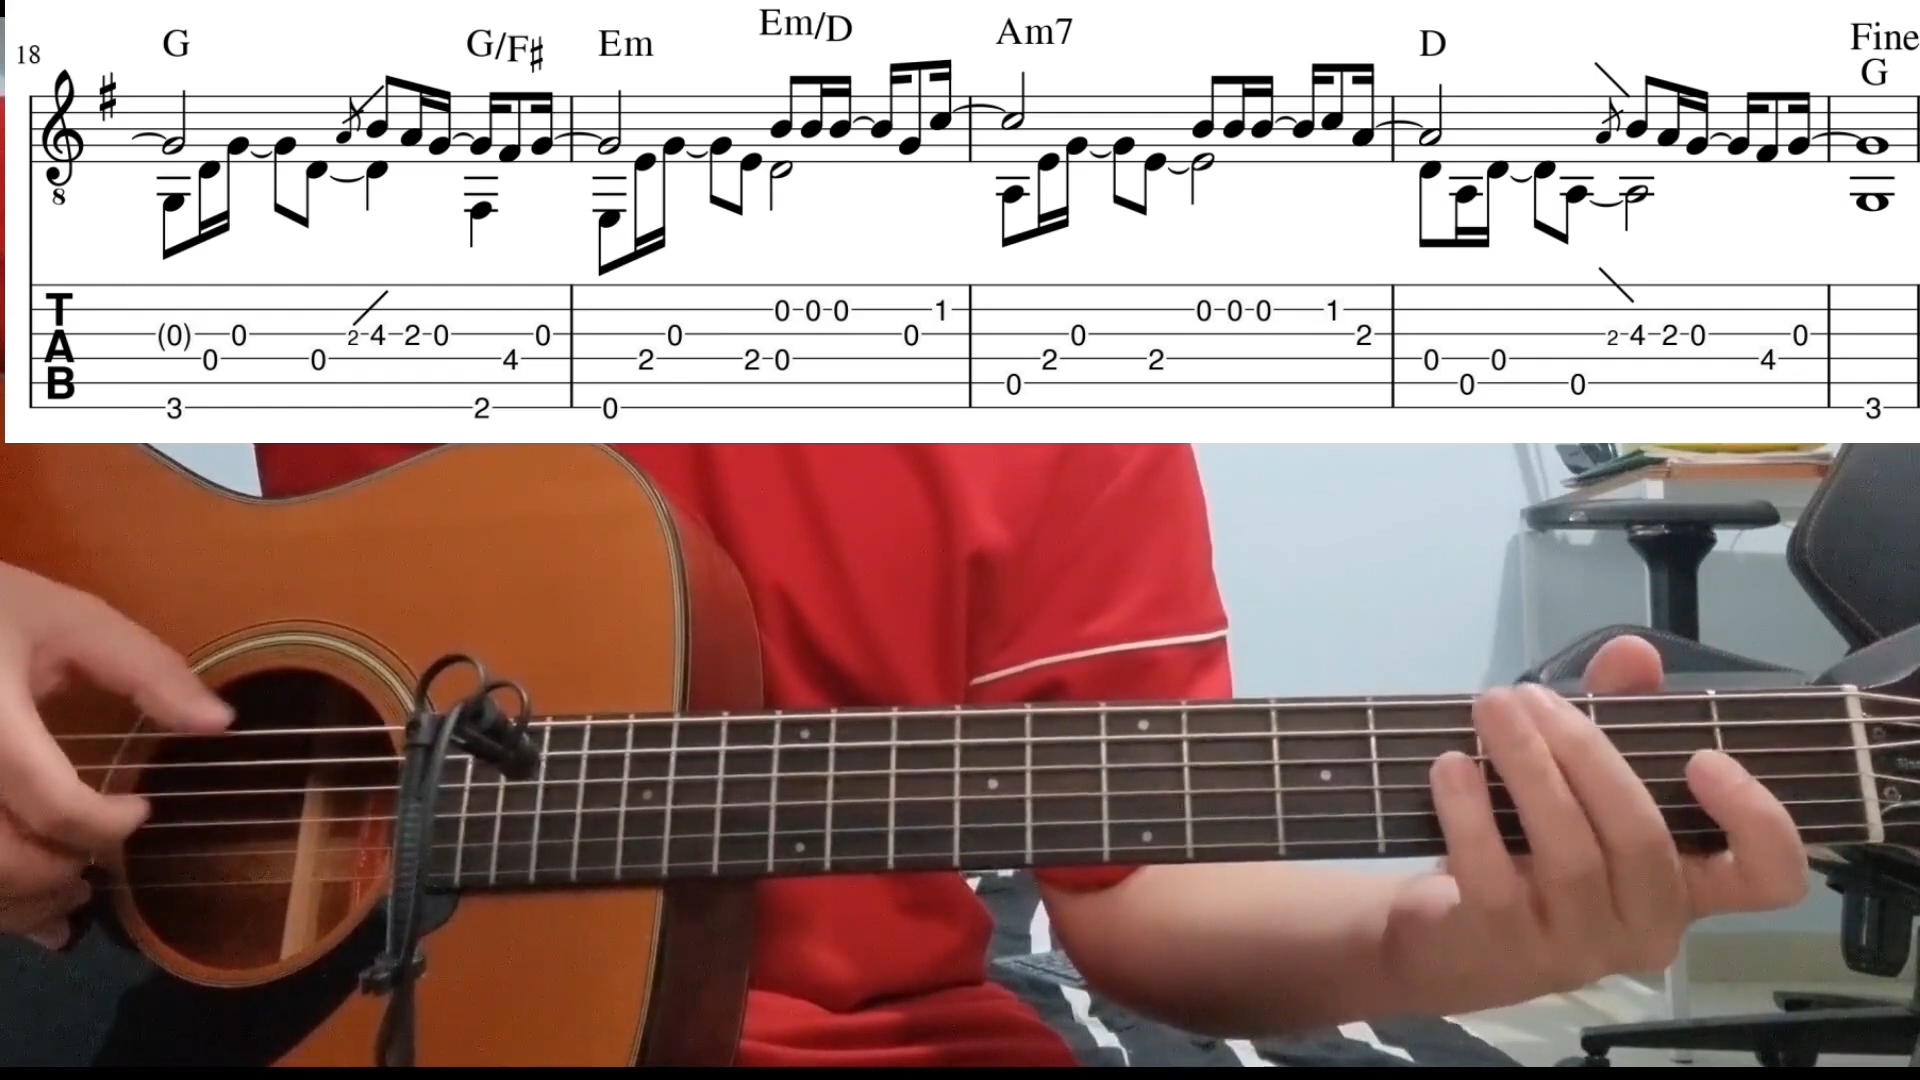 18 G G/F♯ Em Em/D Am7 D Fine
G
8
T 0-0-0 1 0-0-0 1
(0) 0 2-4-2-0 0 0 0 0 2 2-4-2-0 0
A 0 0 4 2 2-0 2 2 0 0 4
B 0 0 0
3 2 0 3